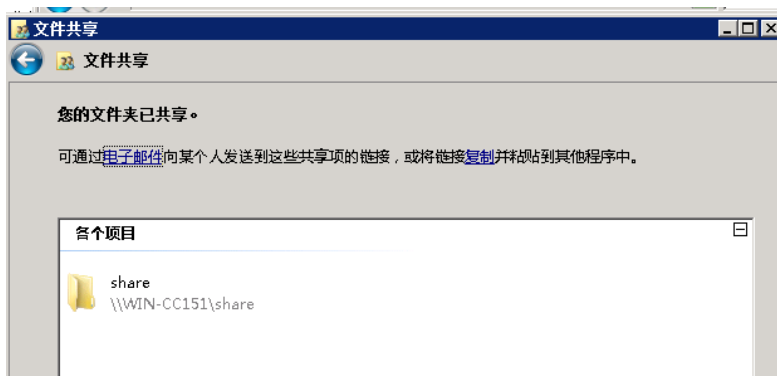 文件共享
文件共享
您的文件夹已共享。
可通过电子邮件向某个人发送到这些共享项的链接，或将链接复制并粘贴到其他程序中。
各个项目
share
\\WIN-CC151\share